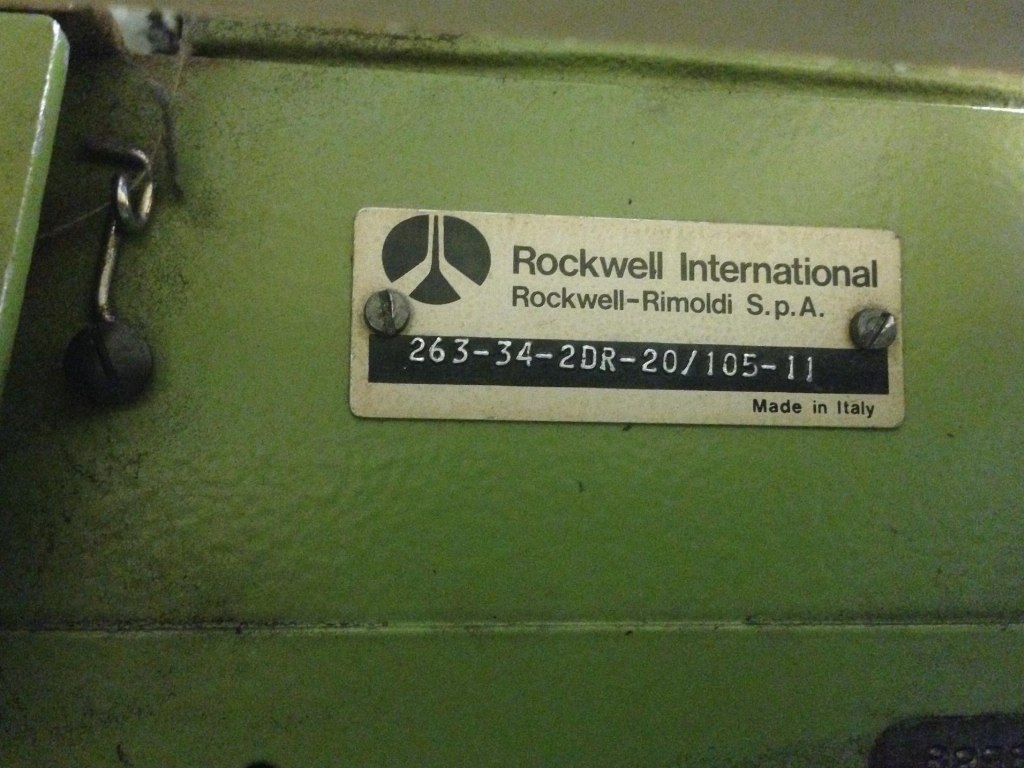 Rockwell International
Rockwell-Rimoldi S.p.A.
263-34-2DR-20/105-11
Made in Italy